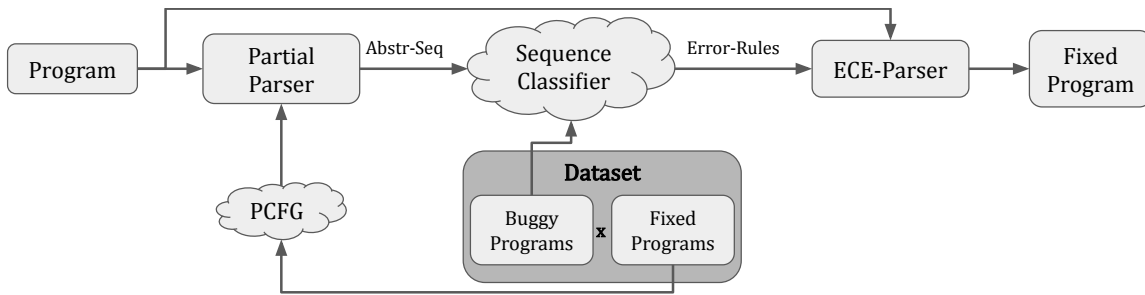 Program
Partial
Parser
Abstr-Seq
Sequence
Classifier
Error-Rules
ECE-Parser
Fixed
Program
Dataset
Buggy
Programs
x
Fixed
Programs
PCFG